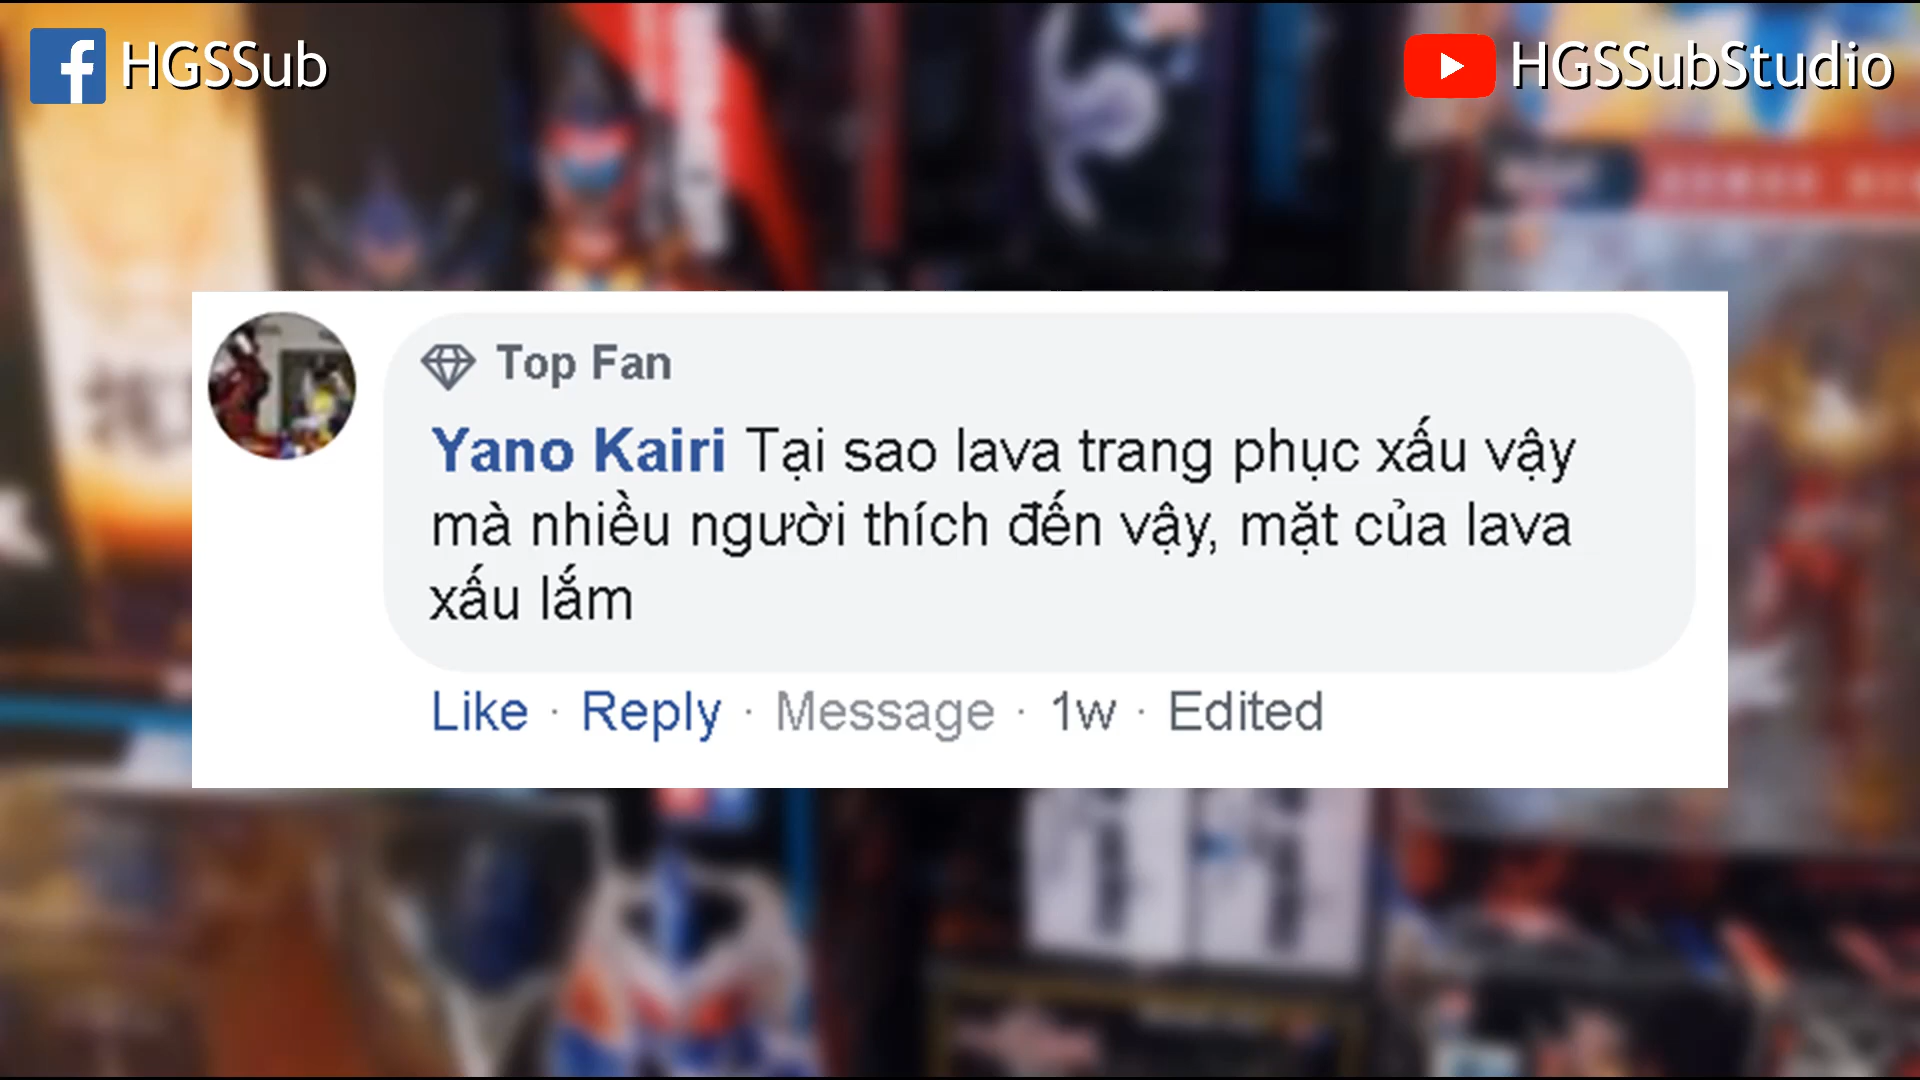 HGSSub
HGSSubStudio
Top Fan
Yano Kairi Tại sao lava trang phục xấu vậy
mà nhiều người thích đến vậy, mặt của lava
xấu lắm
Like · Reply · Message · 1w · Edited